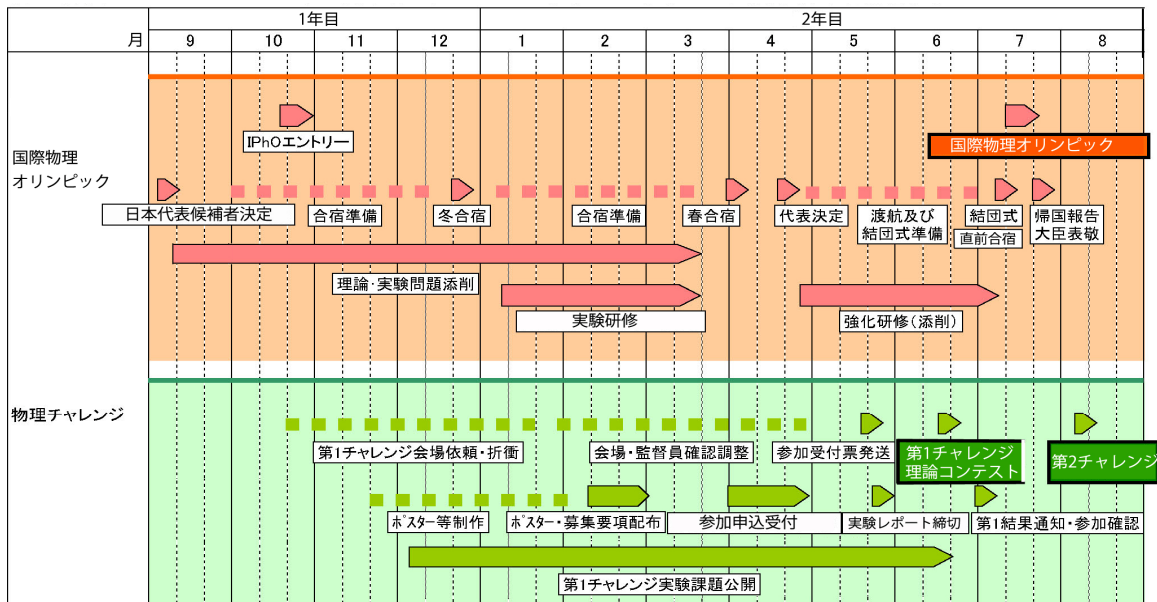 1年目
2年目
月
9
10
11
12
1
2
3
4
5
6
7
8
国際物理
オリンピック
IPhOエントリー
国際物理オリンピック
日本代表候補者決定
合宿準備
冬合宿
合宿準備
春合宿
代表決定
渡航及び
結団式準備
結団式
直前合宿
帰国報告
大臣表敬
理論・実験問題添削
実験研修
強化研修(添削)
物理チャレンジ
第1チャレンジ会場依頼・折衝
会場・監督員確認調整
参加受付票発送
第1チャレンジ
理論コンテスト
第2チャレンジ
ポスター等制作
ポスター・募集要項配布
参加申込受付
実験レポート締切
第1結果通知・参加確認
第1チャレンジ実験課題公開